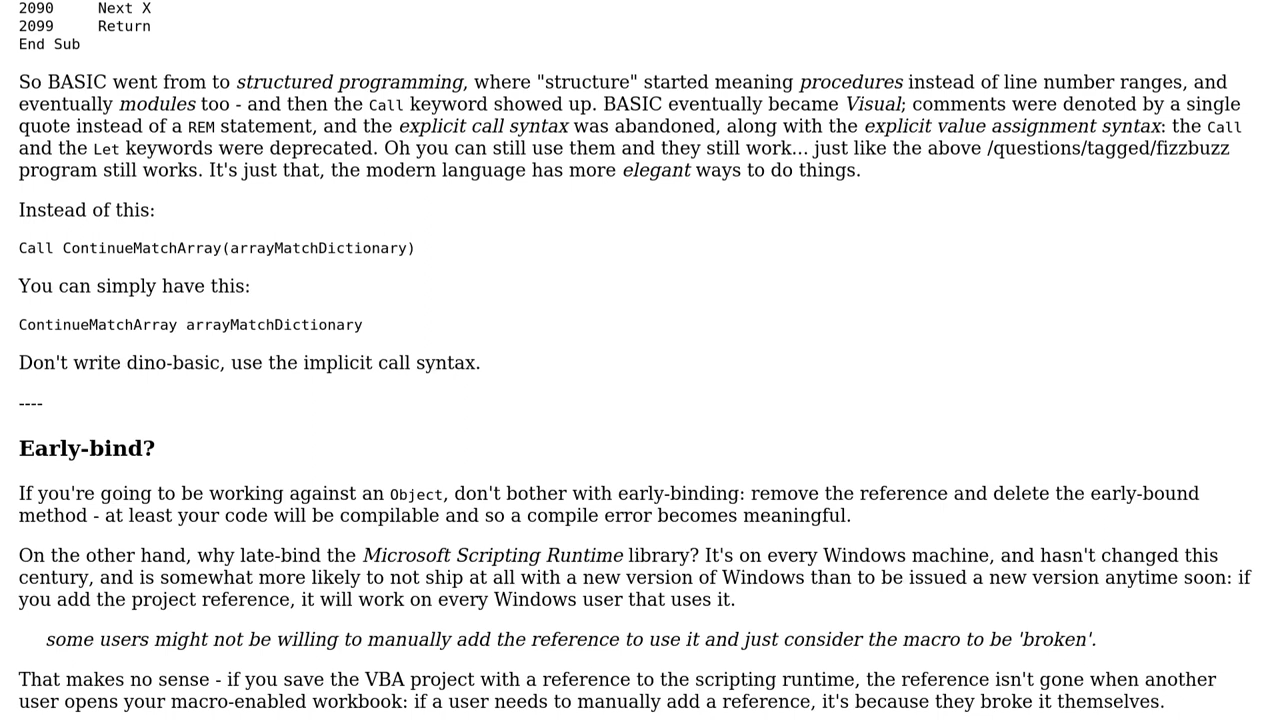 2090     Next X
2099     Return
End Sub
So BASIC went from to structured programming, where "structure" started meaning procedures instead of line number ranges, and
eventually modules too - and then the Call keyword showed up. BASIC eventually became Visual; comments were denoted by a single
quote instead of a REM statement, and the explicit call syntax was abandoned, along with the explicit value assignment syntax: the Call
and the Let keywords were deprecated. Oh you can still use them and they still work... just like the above /questions/tagged/fizzbuzz
program still works. It's just that, the modern language has more elegant ways to do things.
Instead of this:
Call ContinueMatchArray(arrayMatchDictionary)
You can simply have this:
ContinueMatchArray arrayMatchDictionary
Don't write dino-basic, use the implicit call syntax.
----
Early-bind?
If you're going to be working against an Object, don't bother with early-binding: remove the reference and delete the early-bound
method - at least your code will be compilable and so a compile error becomes meaningful.
On the other hand, why late-bind the Microsoft Scripting Runtime library? It's on every Windows machine, and hasn't changed this
century, and is somewhat more likely to not ship at all with a new version of Windows than to be issued a new version anytime soon: if
you add the project reference, it will work on every Windows user that uses it.
some users might not be willing to manually add the reference to use it and just consider the macro to be 'broken'.
That makes no sense - if you save the VBA project with a reference to the scripting runtime, the reference isn't gone when another
user opens your macro-enabled workbook: if a user needs to manually add a reference, it's because they broke it themselves.